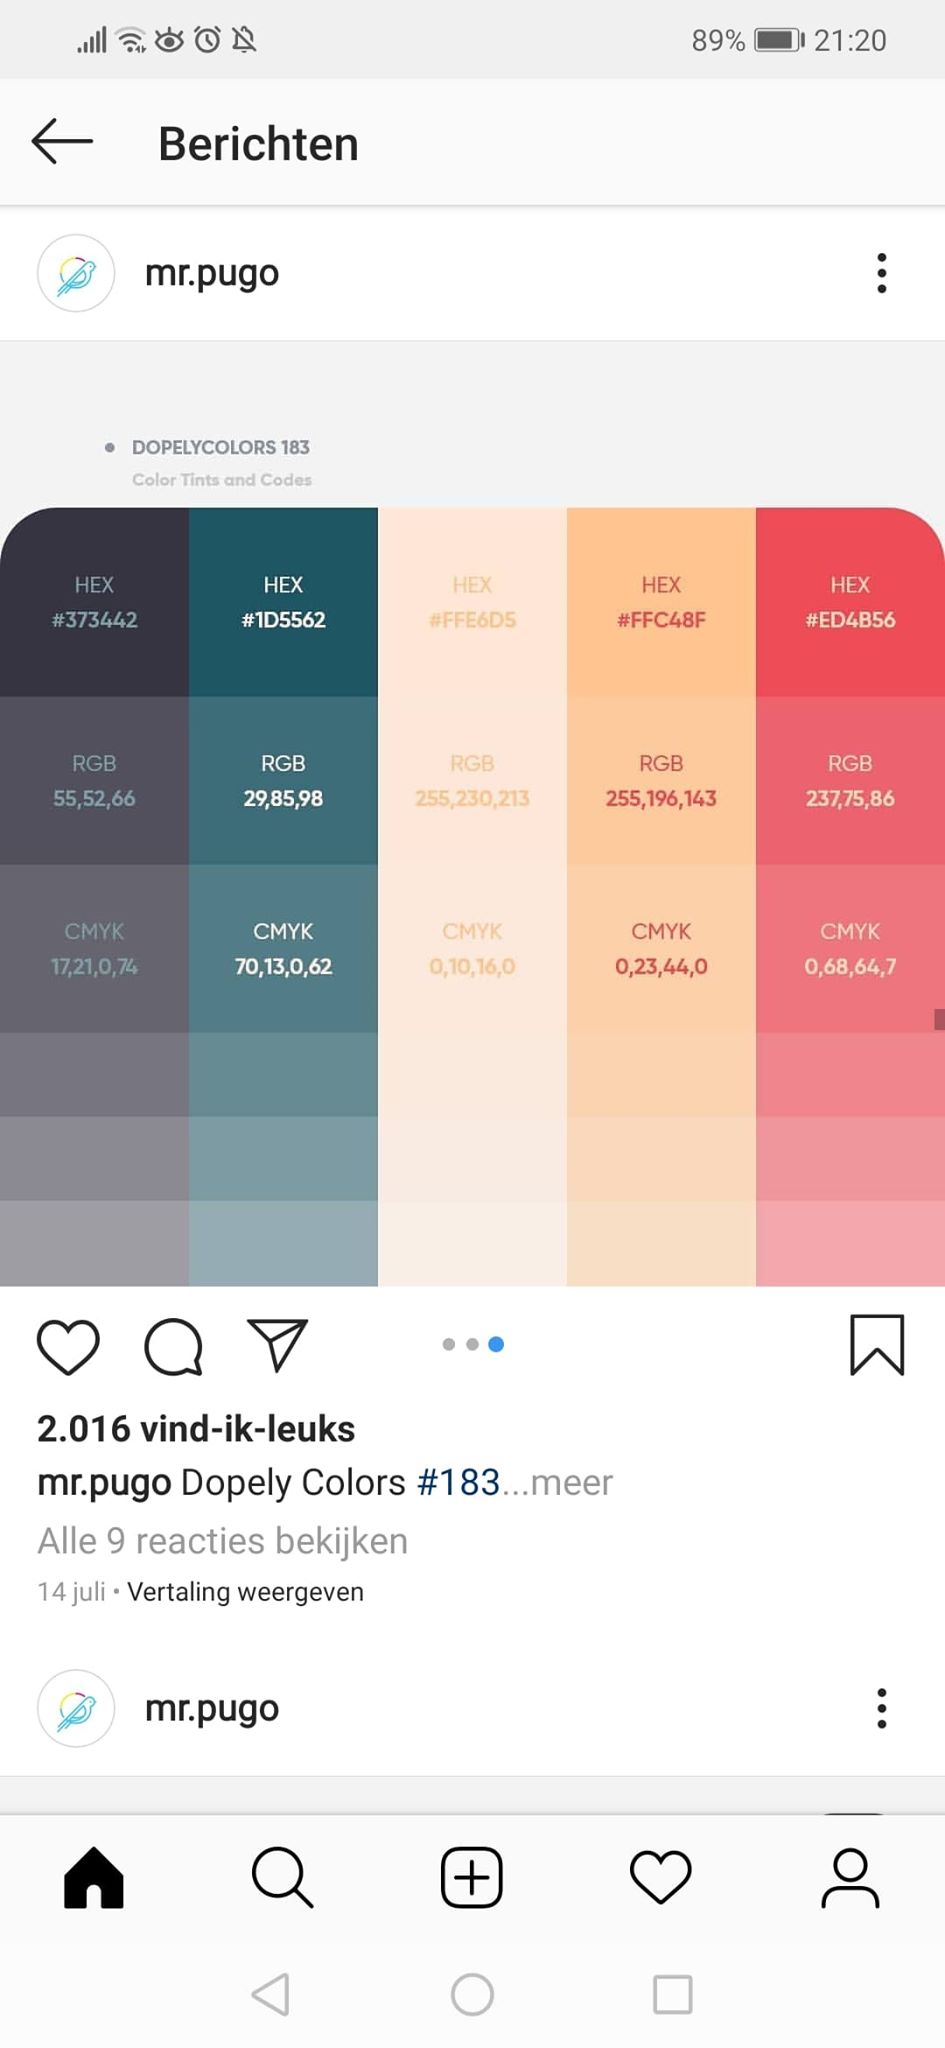 89% 21:20
Berichten
mr.pugo
DOPELYCOLORS 183
Color Tints and Codes
HEX HEX HEX HEX HEX
#373442 #1D5562 #FFE6D5 #FFC48F #ED4B56
RGB RGB RGB RGB RGB
55,52,66 29,85,98 255,230,213 255,196,143 237,75,86
CMYK CMYK CMYK CMYK CMYK
17,21,0,74 70,13,0,62 0,10,16,0 0,23,44,0 0,68,64,7
2.016 vind-ik-leuks
mr.pugo Dopely Colors #183...meer
Alle 9 reacties bekijken
14 juli • Vertaling weergeven
mr.pugo